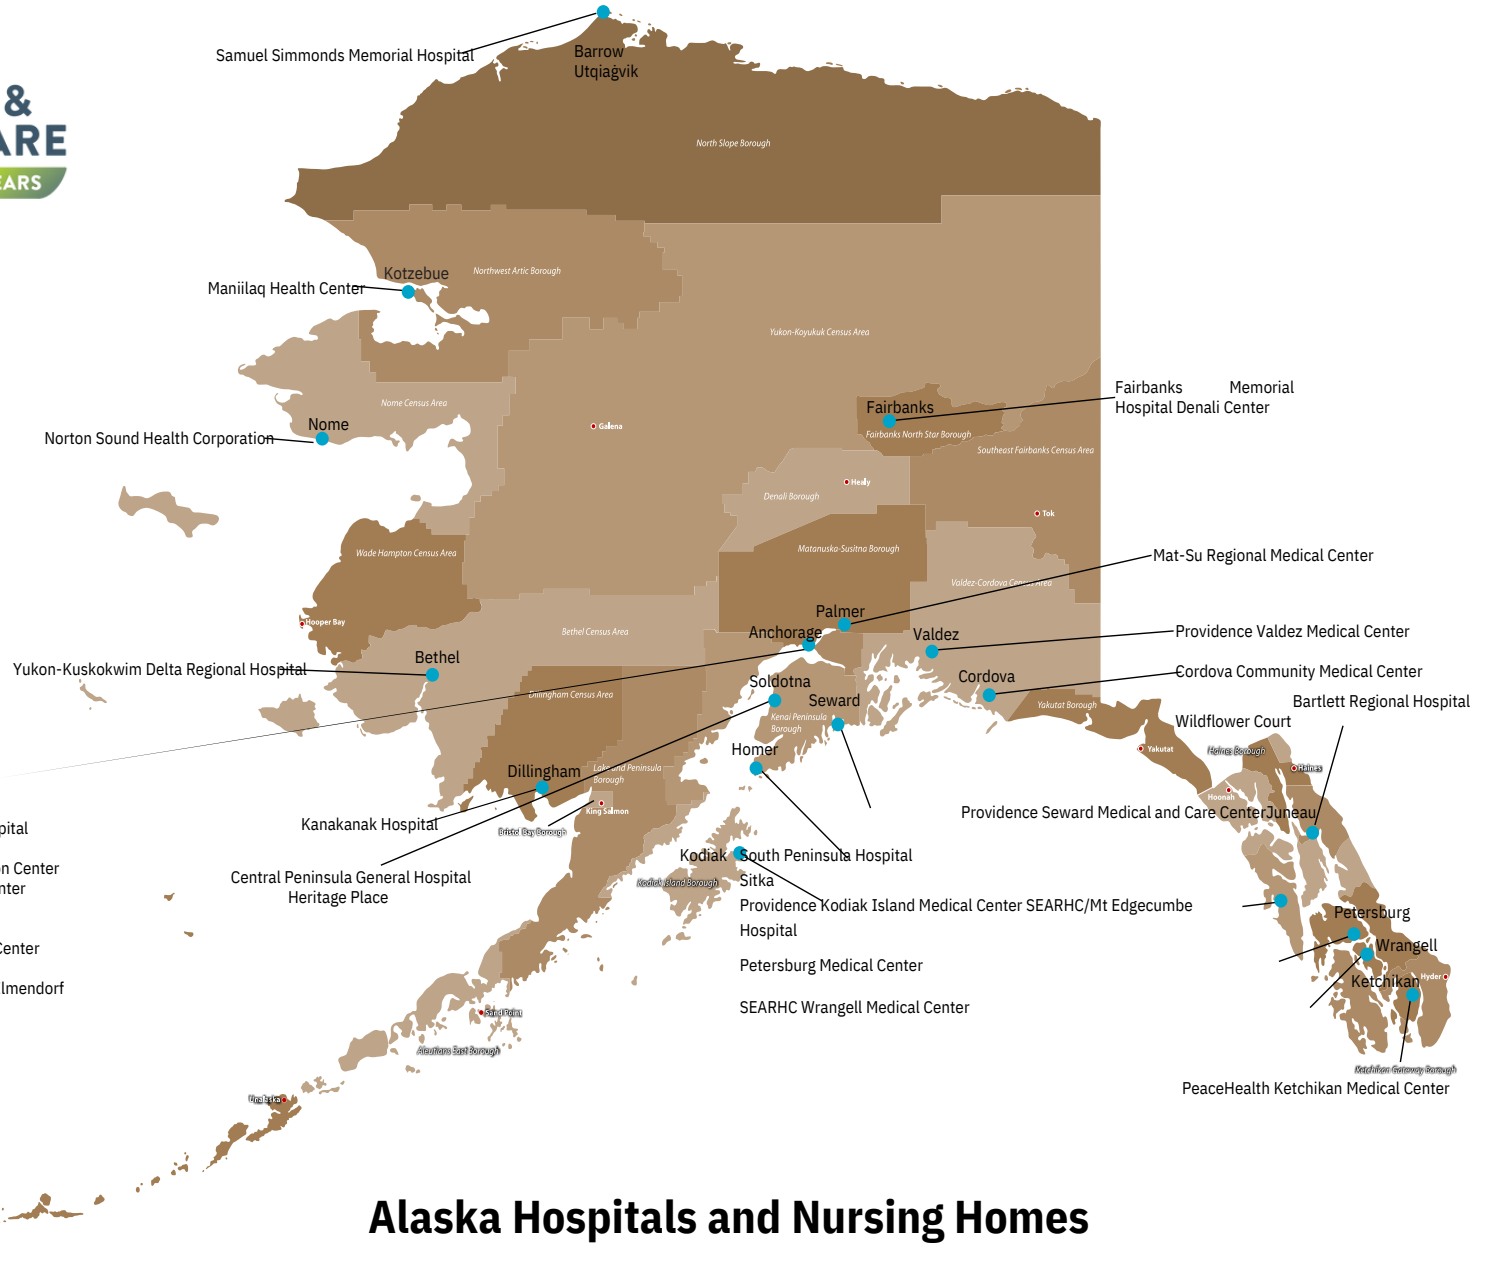 &
ARE
EARS
Samuel Simmonds Memorial Hospital
Barrow
Utqiaġvik
North Slope Borough
Kotzebue
Northwest Artic Borough
Maniilaq Health Center
Yukon-Koyukuk Census Area
Nome Census Area
Nome
Norton Sound Health Corporation
Galena
Fairbanks
Fairbanks North Star Borough
Fairbanks Memorial
Hospital Denali Center
Southeast Fairbanks Census Area
Healy
Denali Borough
Tok
Wade Hampton Census Area
Matanuska-Susitna Borough
Mat-Su Regional Medical Center
Valdez-Cordova Census Area
Hooper Bay
Palmer
Bethel Census Area
Anchorage
Valdez
Providence Valdez Medical Center
Bethel
Yukon-Kuskokwim Delta Regional Hospital
Cordova
Cordova Community Medical Center
Soldotna
Dillingham Census Area
Seward
Yakutat Borough
Bartlett Regional Hospital
Kenai Peninsula
Borough
Wildflower Court
Homer
Yakutat
Haines Borough
Haines
Dillingham
Lake and Peninsula
Borough
Hoonah
King Salmon
Kanakanak Hospital
Bristol Bay Borough
Providence Seward Medical and Care Center
Juneau
pital
Kodiak
South Peninsula Hospital
n Center
nter
Central Peninsula General Hospital
Heritage Place
Kodiak Island Borough
Sitka
Providence Kodiak Island Medical Center SEARHC/Mt Edgecumbe
Hospital
Petersburg
Wrangell
Center
Petersburg Medical Center
Ketchikan
Hyder
lmendorf
SEARHC Wrangell Medical Center
Sand Point
Aleutians East Borough
Ketchikan Gateway Borough
PeaceHealth Ketchikan Medical Center
Unalaska
Alaska Hospitals and Nursing Homes